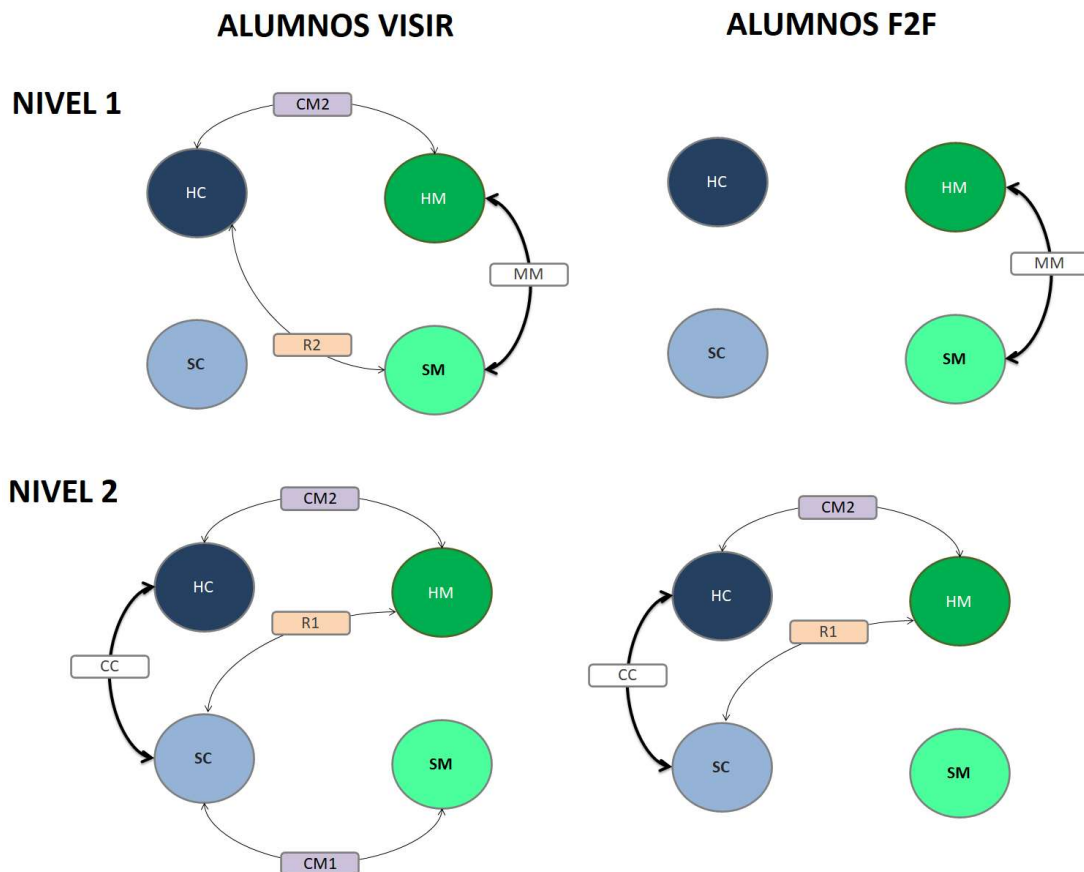 ALUMNOS VISIR
ALUMNOS F2F
NIVEL 1
CM2
HC
HM
MM
R2
SC
SM
HC
HM
MM
SC
SM
NIVEL 2
CM2
HC
HM
R1
CC
SC
SM
CM1
CM2
HC
HM
R1
CC
SC
SM